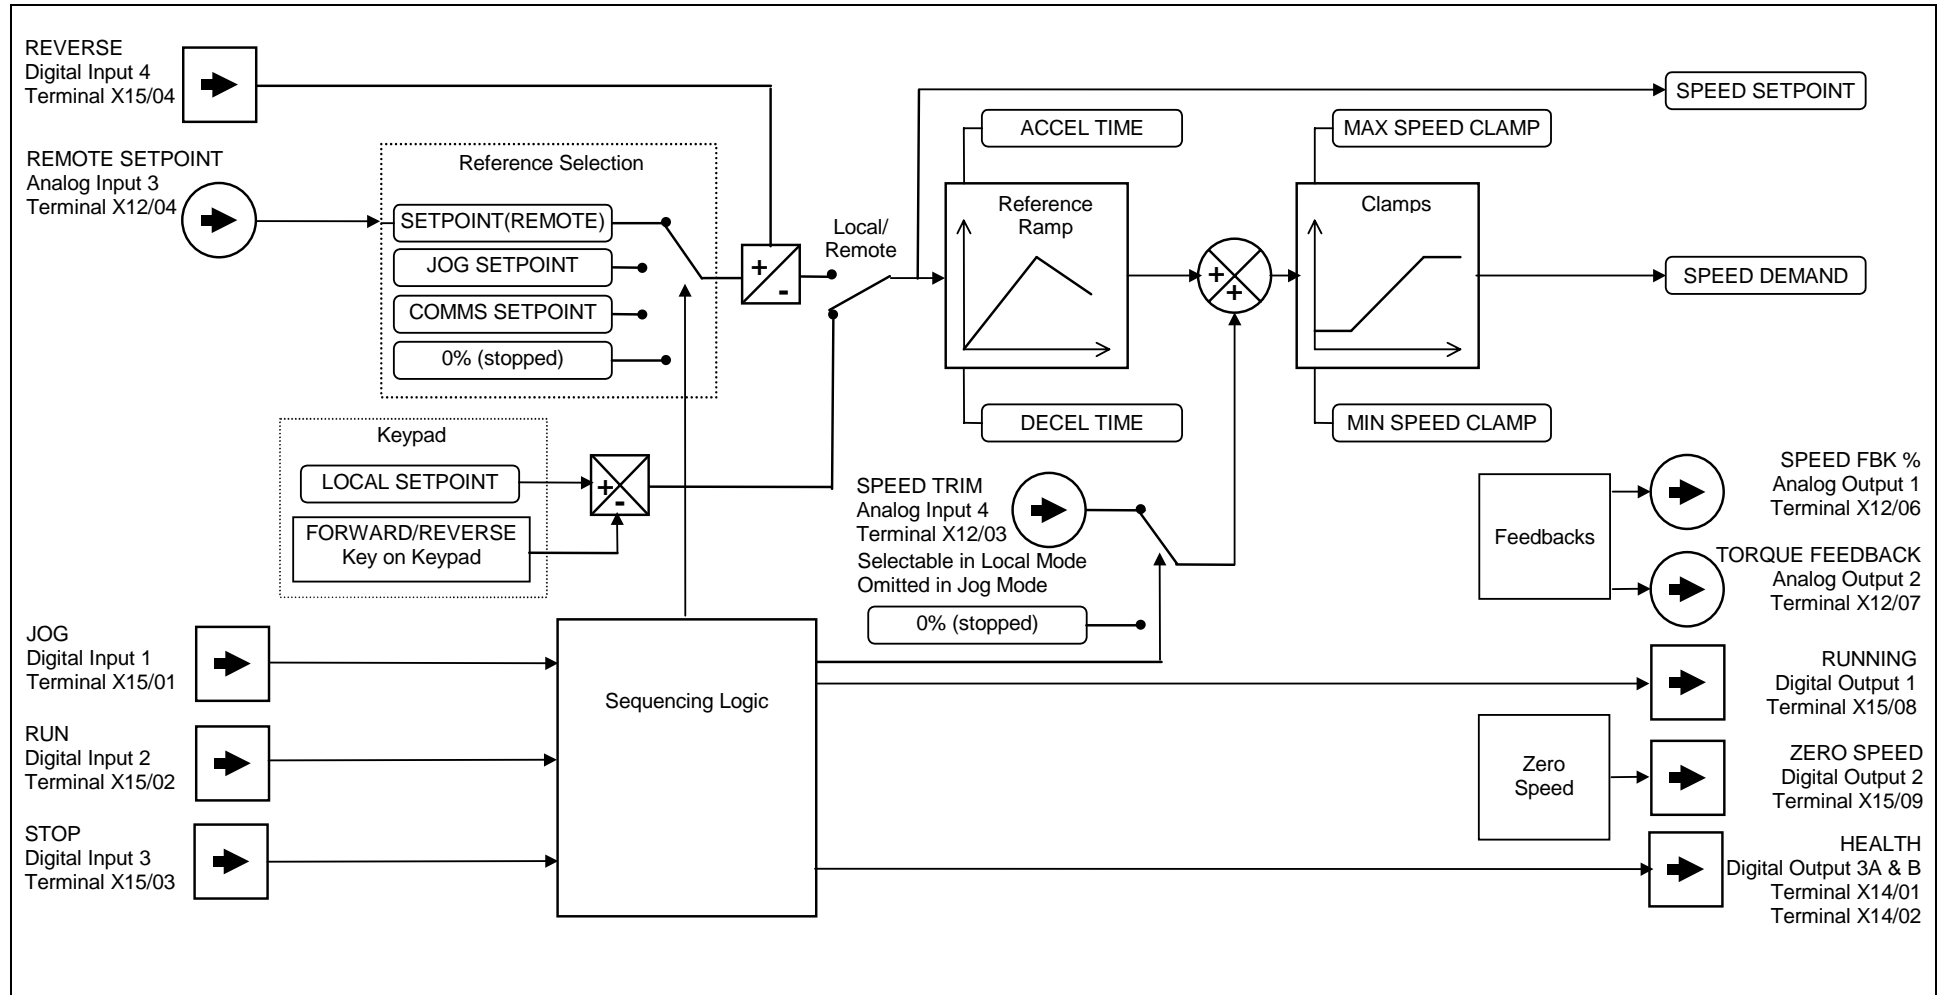 REVERSE
Digital Input 4
Terminal X15/04
REMOTE SETPOINT
Analog Input 3
Terminal X12/04
Reference Selection
SETPOINT(REMOTE)
JOG SETPOINT
COMMS SETPOINT
0% (stopped)
+
-
Local/
Remote
SPEED SETPOINT
ACCEL TIME
Reference
Ramp
DECEL TIME
+
+
MAX SPEED CLAMP
Clamps
MIN SPEED CLAMP
SPEED DEMAND
Keypad
LOCAL SETPOINT
FORWARD/REVERSE
Key on Keypad
+
-
SPEED TRIM
Analog Input 4
Terminal X12/03
Selectable in Local Mode
Omitted in Jog Mode
0% (stopped)
Feedbacks
SPEED FBK %
Analog Output 1
Terminal X12/06
TORQUE FEEDBACK
Analog Output 2
Terminal X12/07
JOG
Digital Input 1
Terminal X15/01
RUN
Digital Input 2
Terminal X15/02
STOP
Digital Input 3
Terminal X15/03
Sequencing Logic
RUNNING
Digital Output 1
Terminal X15/08
Zero
Speed
ZERO SPEED
Digital Output 2
Terminal X15/09
HEALTH
Digital Output 3A & B
Terminal X14/01
Terminal X14/02